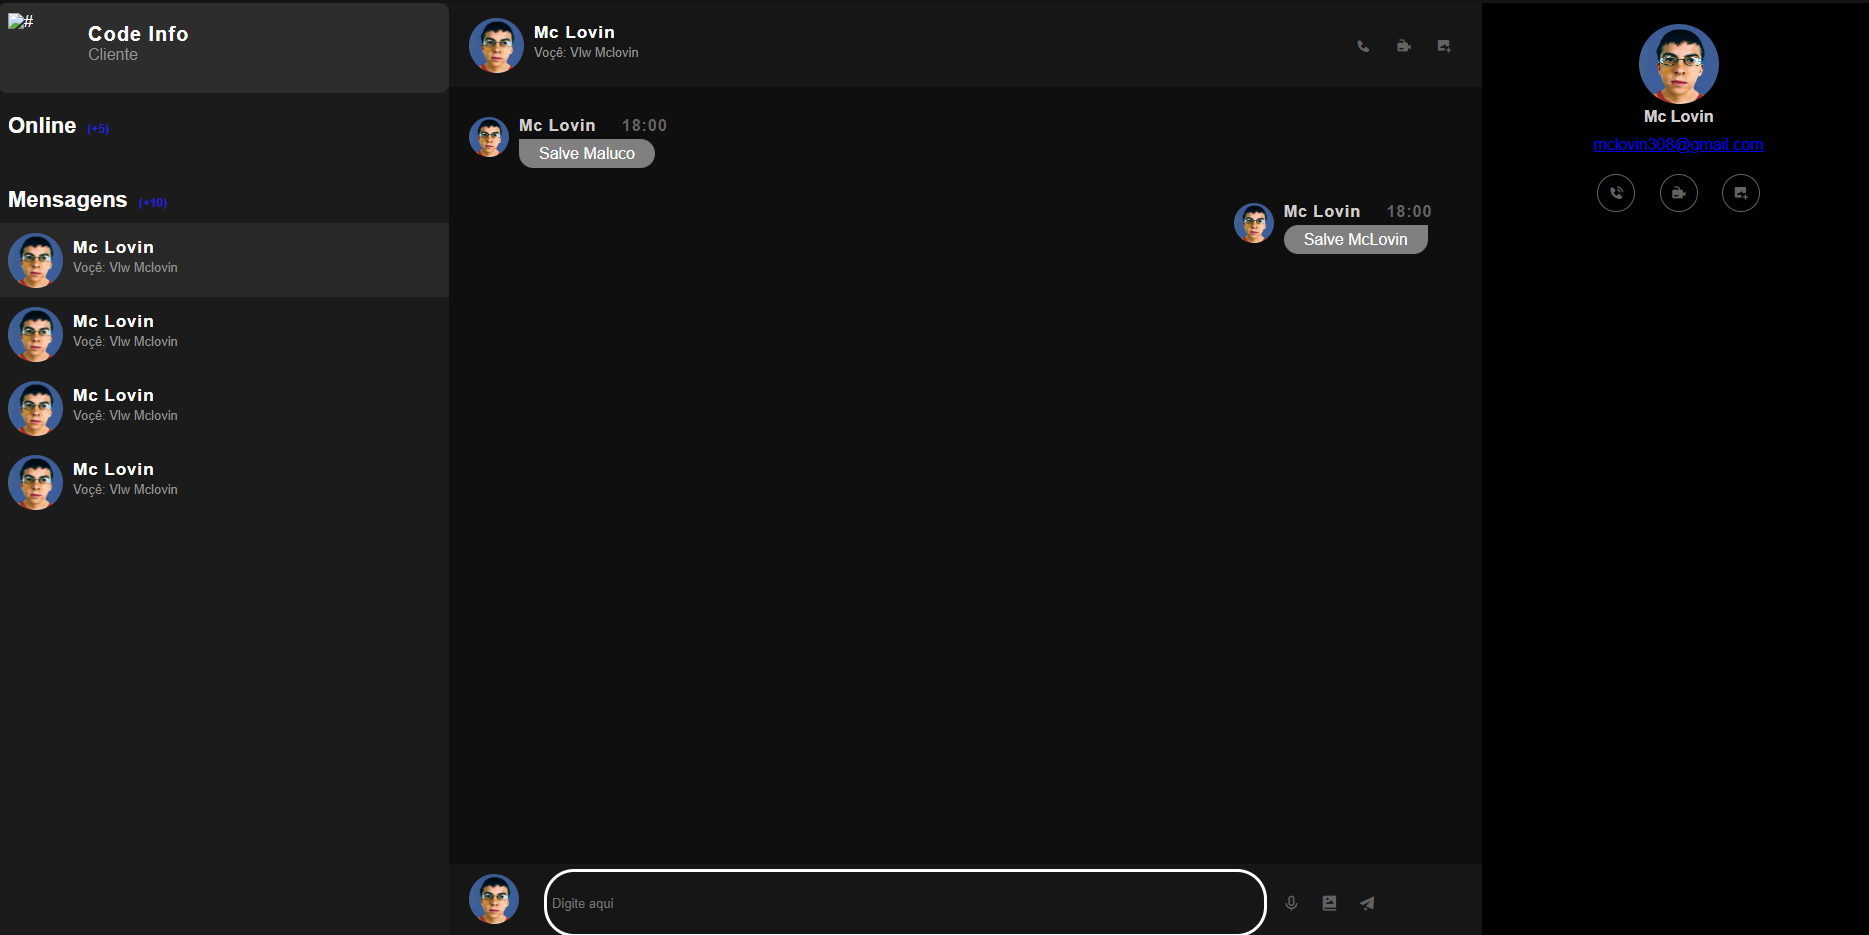 #
Code Info
Cliente
Online (+5)
Mensagens (+10)
Mc Lovin
Voçê: Vlw Mclovin
Mc Lovin
Voçê: Vlw Mclovin
Mc Lovin
Voçê: Vlw Mclovin
Mc Lovin
Voçê: Vlw Mclovin
Mc Lovin
Voçê: Vlw Mclovin
Mc Lovin 18:00
Salve Maluco
Mc Lovin 18:00
Salve McLovin
Digite aqui
Mc Lovin
mclovin308@gmail.com